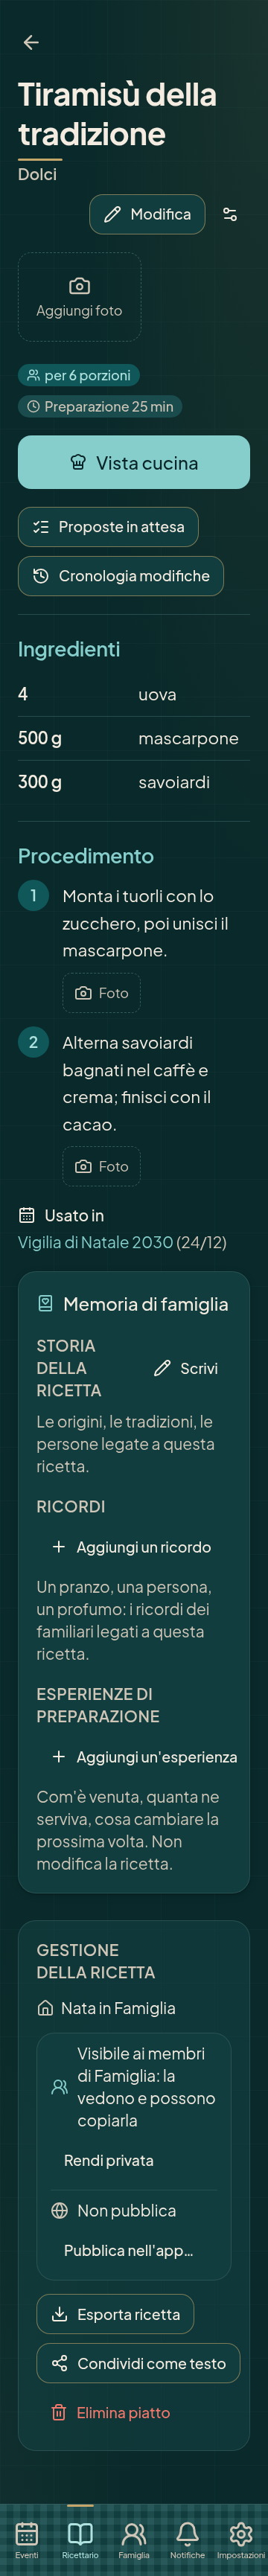 Tiramisù della
tradizione
Dolci
Modifica
Aggiungi foto
per 6 porzioni
Preparazione 25 min
Vista cucina
Proposte in attesa
Cronologia modifiche
Ingredienti
4 uova
500 g mascarpone
300 g savoiardi
Procedimento
1 Monta i tuorli con lo
zucchero, poi unisci il
mascarpone.
Foto
2 Alterna savoiardi
bagnati nel caffè e
crema; finisci con il
cacao.
Foto
Usato in
Vigilia di Natale 2030 (24/12)
Memoria di famiglia
STORIA
DELLA
RICETTA
Scrivi
Le origini, le tradizioni, le
persone legate a questa
ricetta.
RICORDI
Aggiungi un ricordo
Un pranzo, una persona,
un profumo: i ricordi dei
familiari legati a questa
ricetta.
ESPERIENZE DI
PREPARAZIONE
Aggiungi un'esperienza
Com'è venuta, quanta ne
serviva, cosa cambiare la
prossima volta. Non
modifica la ricetta.
GESTIONE
DELLA RICETTA
Nata in Famiglia
Visibile ai membri
di Famiglia: la
vedono e possono
copiarla
Rendi privata
Non pubblica
Pubblica nell'app…
Esporta ricetta
Condividi come testo
Elimina piatto
Eventi Ricettario Famiglia Notifiche Impostazioni